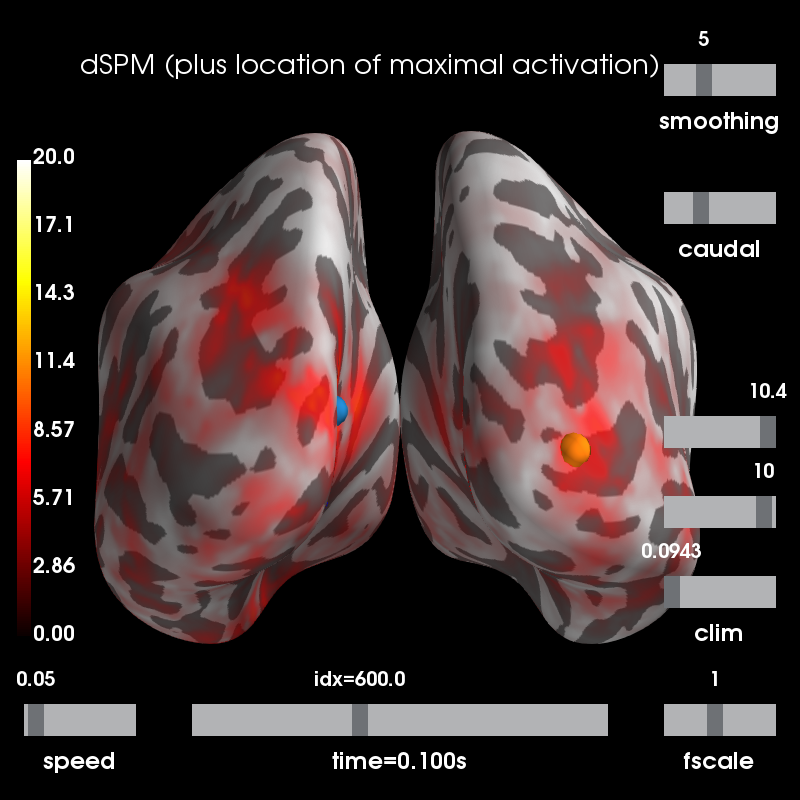 5
dSPM (plus location of maximal activation)
smoothing
20.0
17.1
14.3
11.4
8.57
5.71
2.86
0.00
caudal
10.4
10
0.0943
clim
0.05
idx=600.0
1
speed
time=0.100s
fscale